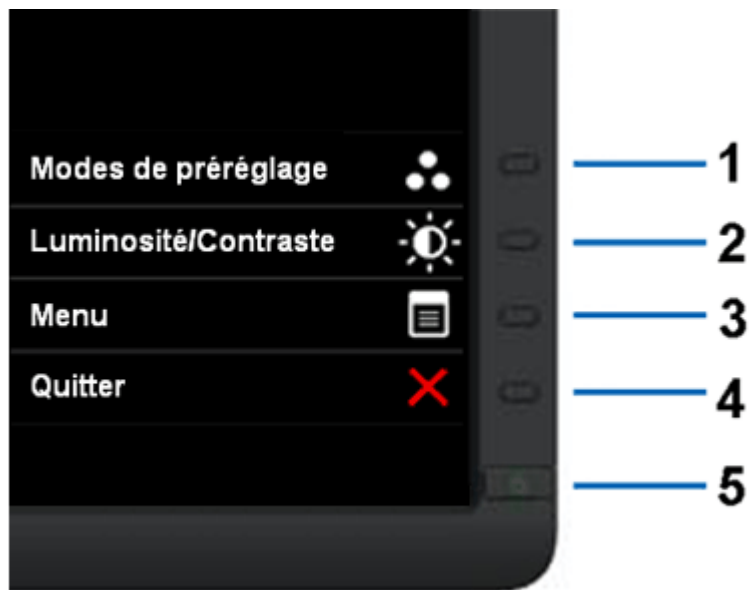 Modes de préréglage
1
Luminosité/Contraste
2
Menu
3
Quitter
4
5